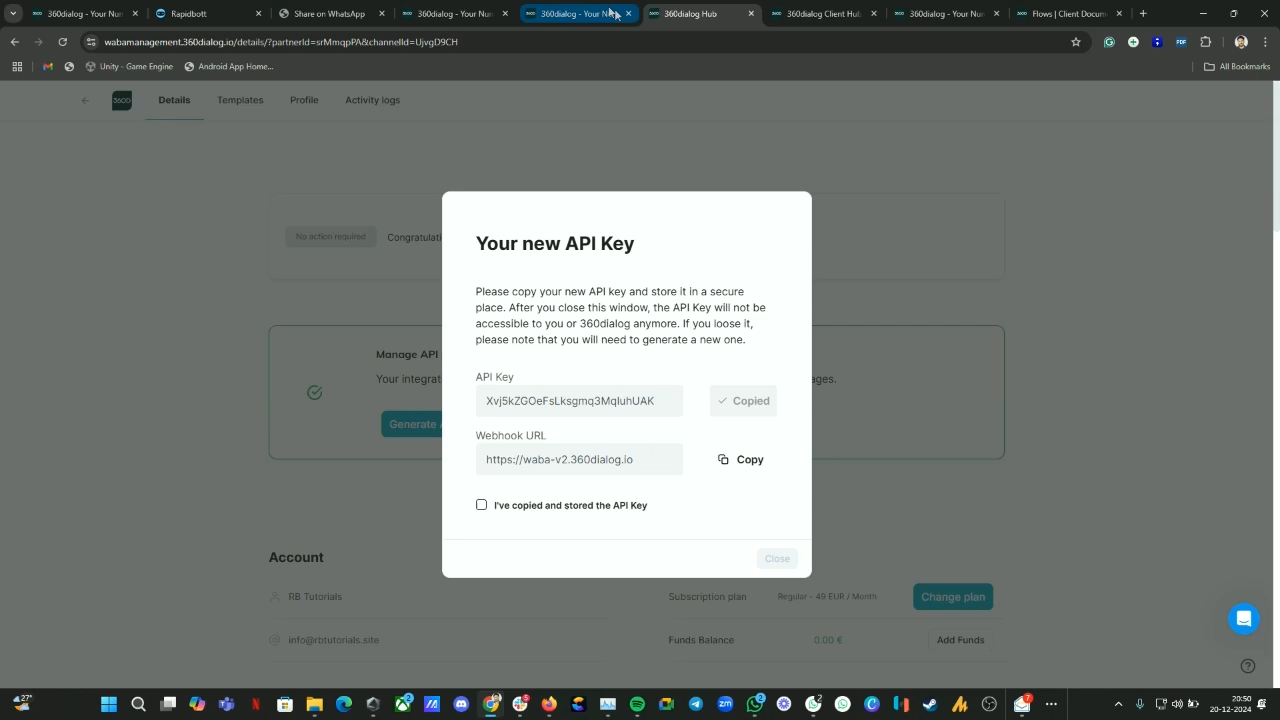 360dialog - Your Nun
Rapidbott
Share on WhatsApp
360dialog - Your Nun
360dialog - Your N
360dialog Hub
360dialog Client Hub
360dialog - Your Nun
Flows | Client Docum
wabamanagement.360dialog.io/details/?partnerId=srMmqpPA&channelId=UjvgD9CH
Unity - Game Engine
Android App Home...
All Bookmarks
360D
Details
Templates
Profile
Activity logs
No action required
Congratulati
Manage API
Your integrat
ages.
Generate A
Your new API Key
Please copy your new API key and store it in a secure
place. After you close this window, the API Key will not be
accessible to you or 360dialog anymore. If you loose it,
please note that you will need to generate a new one.
API Key
Xvj5kZGOeFsLksgmq3MqIuhUAK
Copied
Webhook URL
https://waba-v2.360dialog.io
Copy
I've copied and stored the API Key
Close
Account
RB Tutorials
Subscription plan
Regular - 49 EUR / Month
Change plan
info@rbtutorials.site
Funds Balance
0.00 €
Add Funds
27°
20:50
20-12-2024